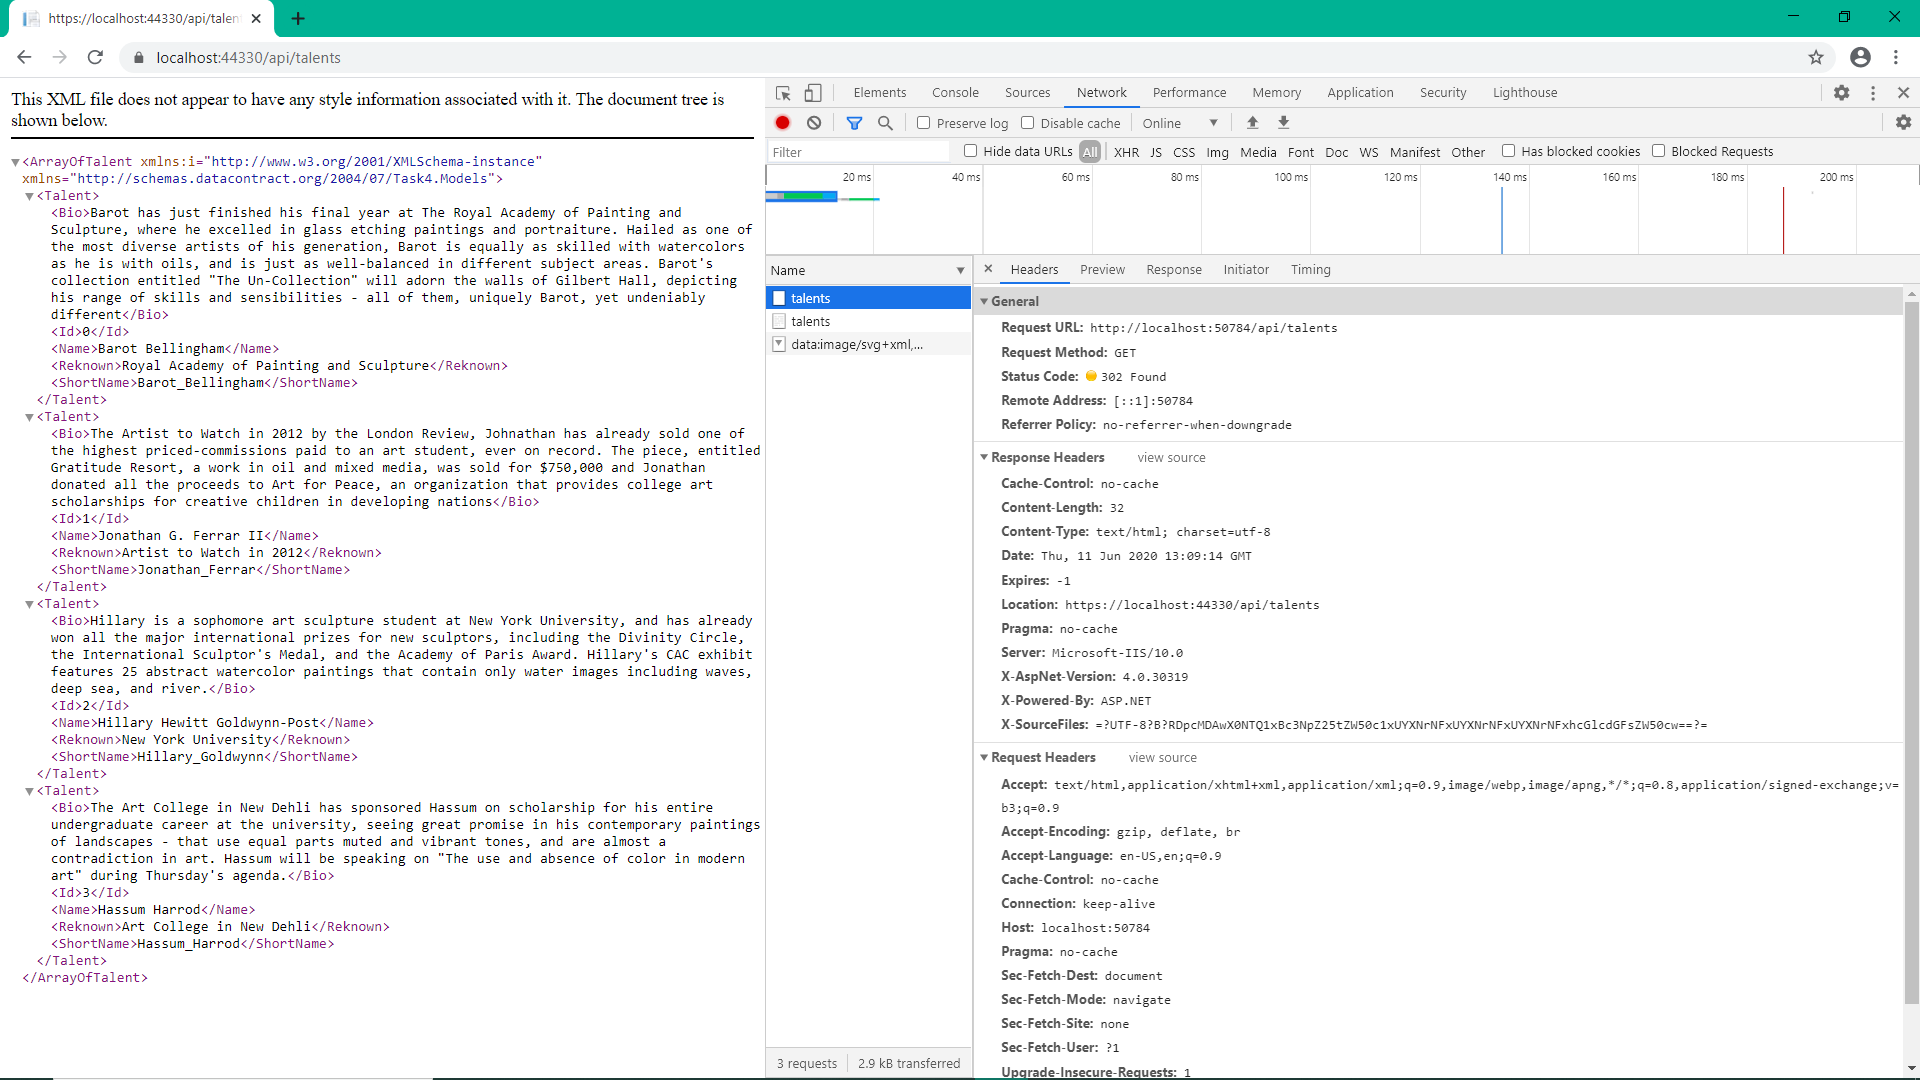 https://localhost:44330/api/talen
localhost:44330/api/talents
This XML file does not appear to have any style information associated with it. The document tree is
shown below.
<ArrayOfTalent xmlns:i="http://www.w3.org/2001/XMLSchema-instance"
xmlns="http://schemas.datacontract.org/2004/07/Task4.Models">
<Talent>
<Bio>Barot has just finished his final year at The Royal Academy of Painting and
Sculpture, where he excelled in glass etching paintings and portraiture. Hailed as one of
the most diverse artists of his generation, Barot is equally as skilled with watercolors
as he is with oils, and is just as well-balanced in different subject areas. Barot's
collection entitled "The Un-Collection" will adorn the walls of Gilbert Hall, depicting
his range of skills and sensibilities - all of them, uniquely Barot, yet undeniably
different</Bio>
<Id>0</Id>
<Name>Barot Bellingham</Name>
<Reknown>Royal Academy of Painting and Sculpture</Reknown>
<ShortName>Barot_Bellingham</ShortName>
</Talent>
<Talent>
<Bio>The Artist to Watch in 2012 by the London Review, Johnathan has already sold one of
the highest priced-commissions paid to an art student, ever on record. The piece, entitled
Gratitude Resort, a work in oil and mixed media, was sold for $750,000 and Jonathan
donated all the proceeds to Art for Peace, an organization that provides college art
scholarships for creative children in developing nations</Bio>
<Id>1</Id>
<Name>Jonathan G. Ferrar II</Name>
<Reknown>Artist to Watch in 2012</Reknown>
<ShortName>Jonathan_Ferrar</ShortName>
</Talent>
<Talent>
<Bio>Hillary is a sophomore art sculpture student at New York University, and has already
won all the major international prizes for new sculptors, including the Divinity Circle,
the International Sculptor's Medal, and the Academy of Paris Award. Hillary's CAC exhibit
features 25 abstract watercolor paintings that contain only water images including waves,
deep sea, and river.</Bio>
<Id>2</Id>
<Name>Hillary Hewitt Goldwynn-Post</Name>
<Reknown>New York University</Reknown>
<ShortName>Hillary_Goldwynn</ShortName>
</Talent>
<Talent>
<Bio>The Art College in New Dehli has sponsored Hassum on scholarship for his entire
undergraduate career at the university, seeing great promise in his contemporary paintings
of landscapes - that use equal parts muted and vibrant tones, and are almost a
contradiction in art. Hassum will be speaking on "The use and absence of color in modern
art" during Thursday's agenda.</Bio>
<Id>3</Id>
<Name>Hassum Harrod</Name>
<Reknown>Art College in New Dehli</Reknown>
<ShortName>Hassum_Harrod</ShortName>
</Talent>
</ArrayOfTalent>
Elements Console Sources Network Performance Memory Application Security Lighthouse
Preserve log Disable cache Online
Filter Hide data URLs All XHR JS CSS Img Media Font Doc WS Manifest Other Has blocked cookies Blocked Requests
20 ms 40 ms 60 ms 80 ms 100 ms 120 ms 140 ms 160 ms 180 ms 200 ms
Name
talents
talents
data:image/svg+xml,...
3 requests 2.9 kB transferred
Headers Preview Response Initiator Timing
General
Request URL: http://localhost:50784/api/talents
Request Method: GET
Status Code: 302 Found
Remote Address: [::1]:50784
Referrer Policy: no-referrer-when-downgrade
Response Headers view source
Cache-Control: no-cache
Content-Length: 32
Content-Type: text/html; charset=utf-8
Date: Thu, 11 Jun 2020 13:09:14 GMT
Expires: -1
Location: https://localhost:44330/api/talents
Pragma: no-cache
Server: Microsoft-IIS/10.0
X-AspNet-Version: 4.0.30319
X-Powered-By: ASP.NET
X-SourceFiles: =?UTF-8?B?RDpcMDAwX0NTQ1xBc3NpZ25tZW50c1xUYXNrNFxUYXNrNFxUYXNrNFxhcGlcdGFsZW50cw==?=
Request Headers view source
Accept: text/html,application/xhtml+xml,application/xml;q=0.9,image/webp,image/apng,*/*;q=0.8,application/signed-exchange;v=
b3;q=0.9
Accept-Encoding: gzip, deflate, br
Accept-Language: en-US,en;q=0.9
Cache-Control: no-cache
Connection: keep-alive
Host: localhost:50784
Pragma: no-cache
Sec-Fetch-Dest: document
Sec-Fetch-Mode: navigate
Sec-Fetch-Site: none
Sec-Fetch-User: ?1
Upgrade-Insecure-Requests: 1